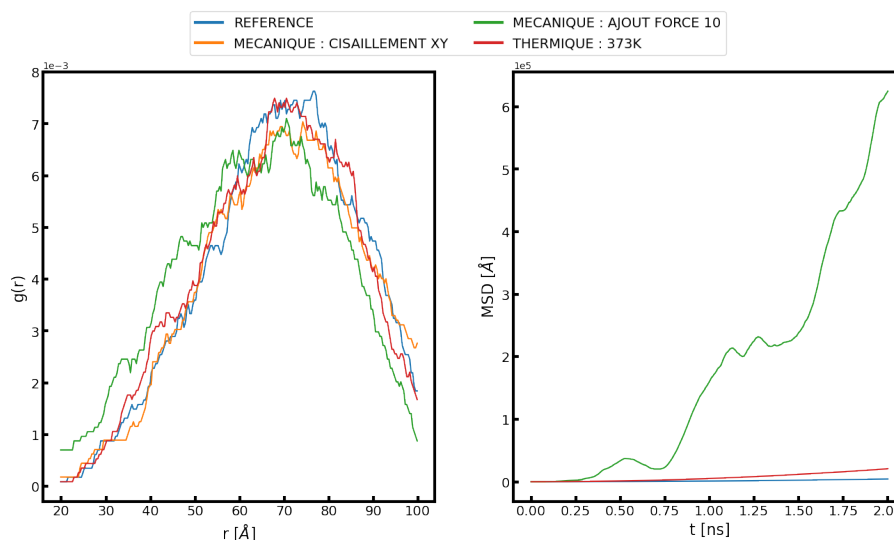 REFERENCE
MECANIQUE : CISAILLEMENT XY
MECANIQUE : AJOUT FORCE 10
THERMIQUE : 373K
1e−3
8
7
6
5
4
3
2
1
0
g(r)
20 30 40 50 60 70 80 90 100
r [Å]
1e5
6
5
4
3
2
1
0
MSD [Å]
0.00 0.25 0.50 0.75 1.00 1.25 1.50 1.75 2.0
t [ns]